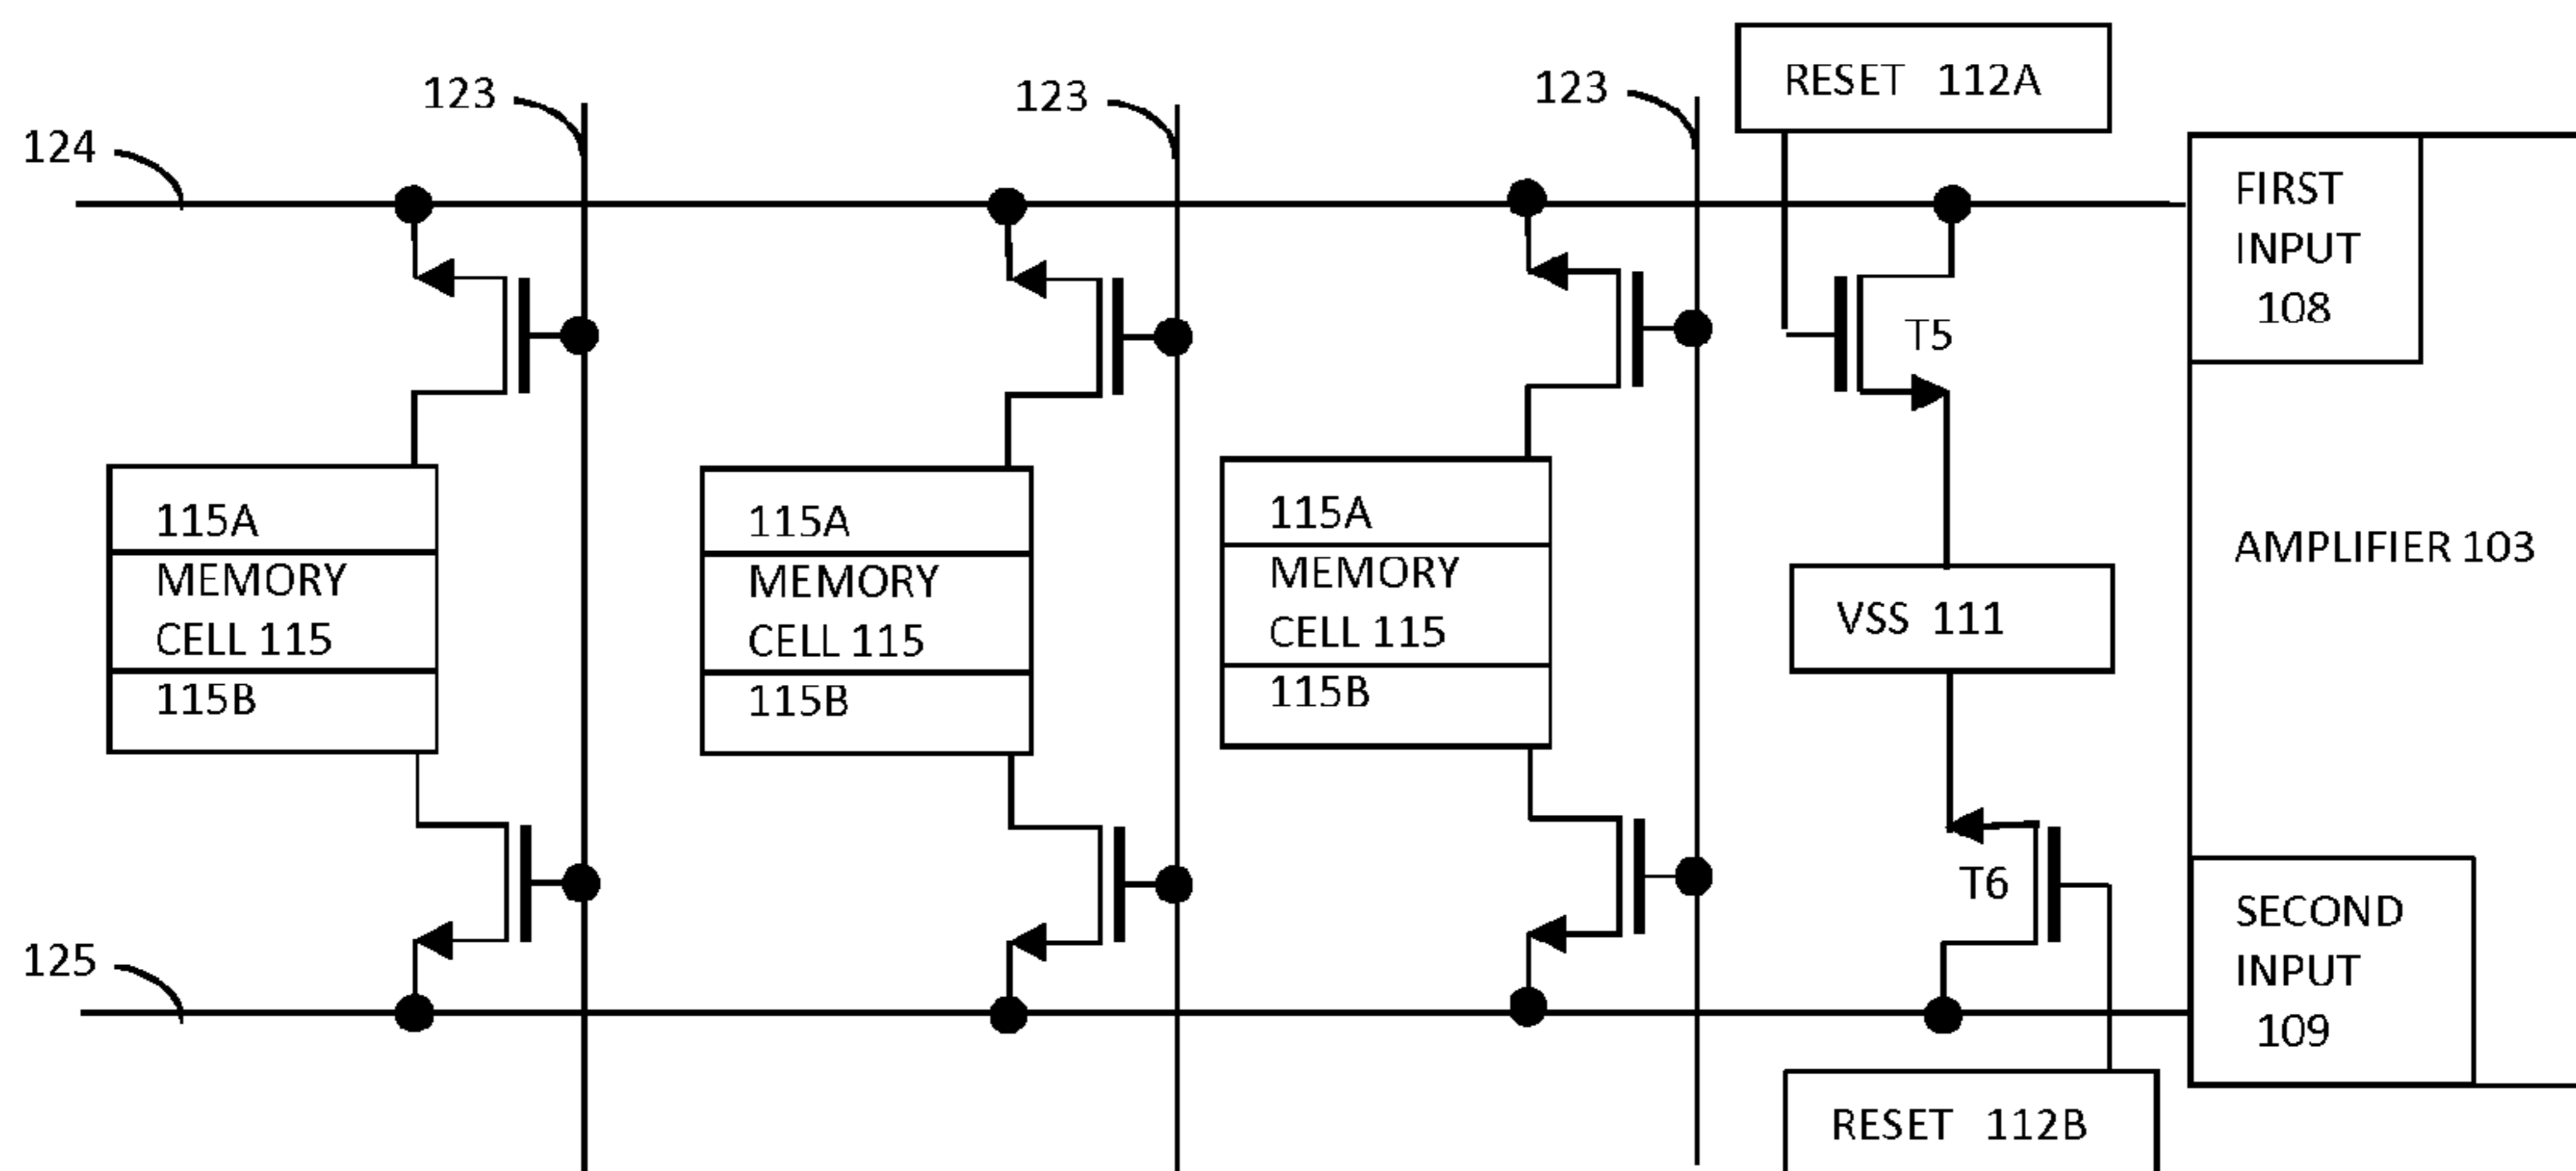 RESET 112A
123
123
123
124
FIRST
INPUT
108
T5
115A
MEMORY
CELL 115
115B
115A
MEMORY
CELL 115
115B
115A
MEMORY
CELL 115
115B
VSS 111
AMPLIFIER 103
T6
SECOND
INPUT
109
125
RESET 112B